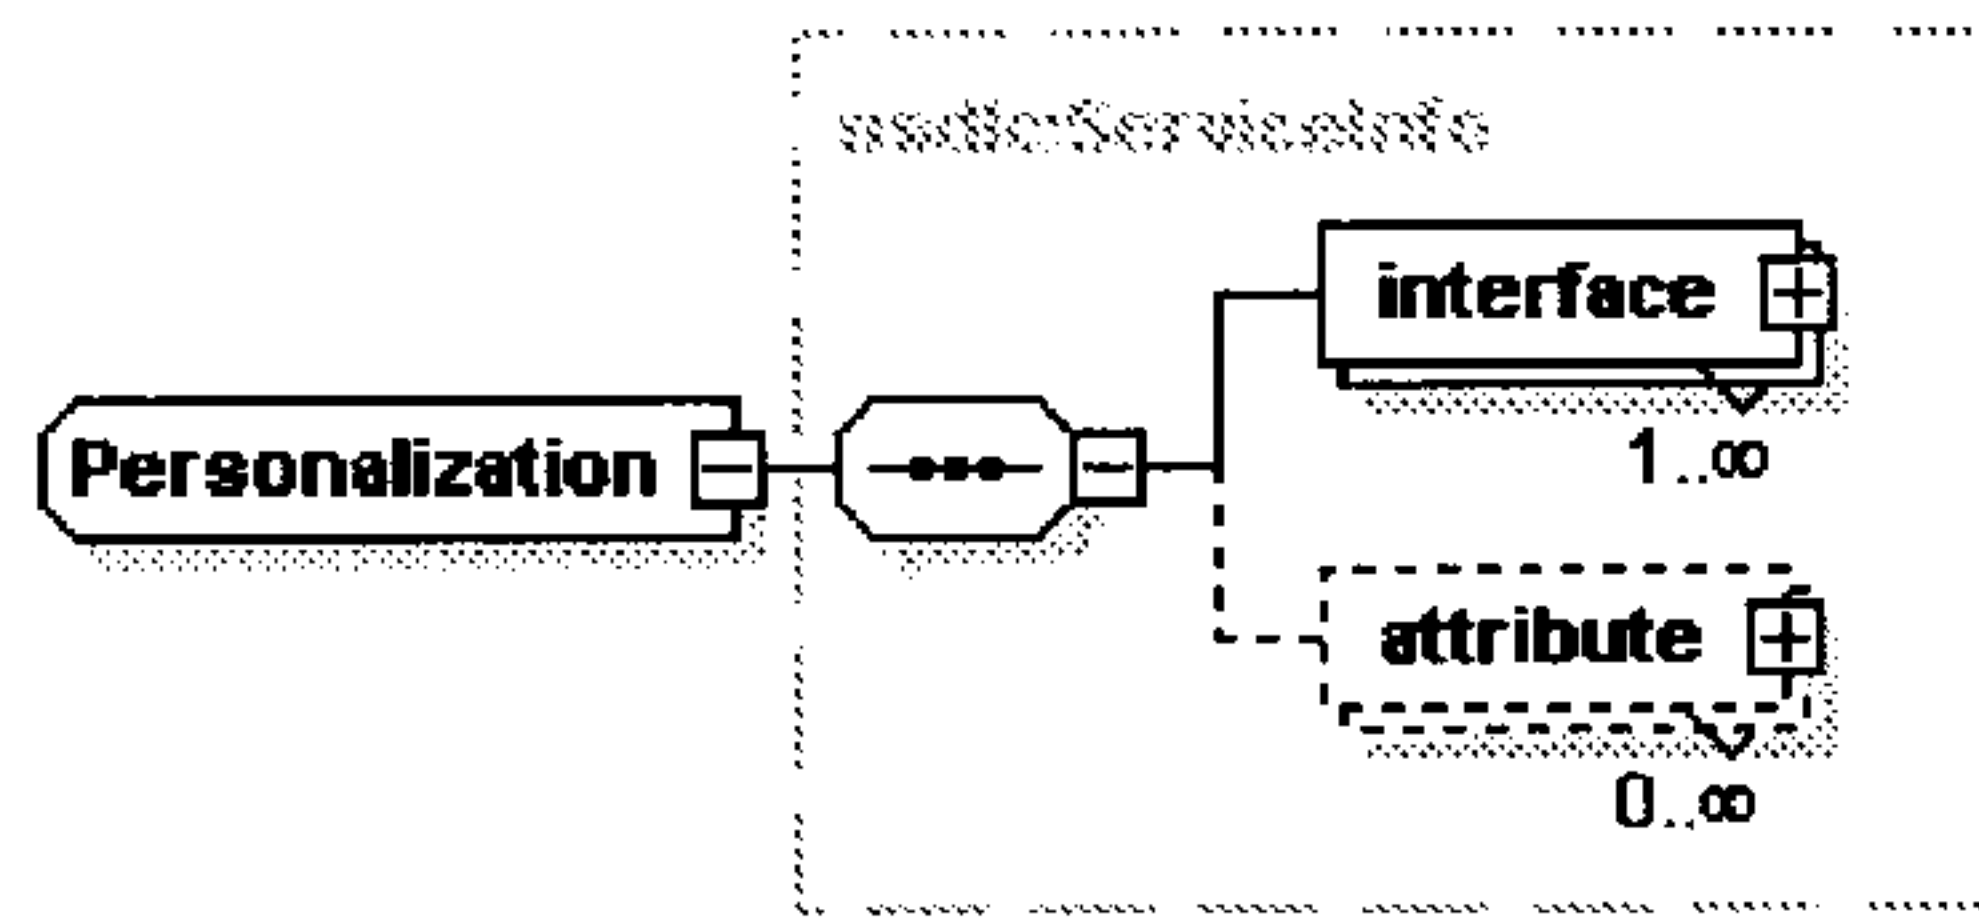 Personalization
interface
1..∞
attribute
0..∞